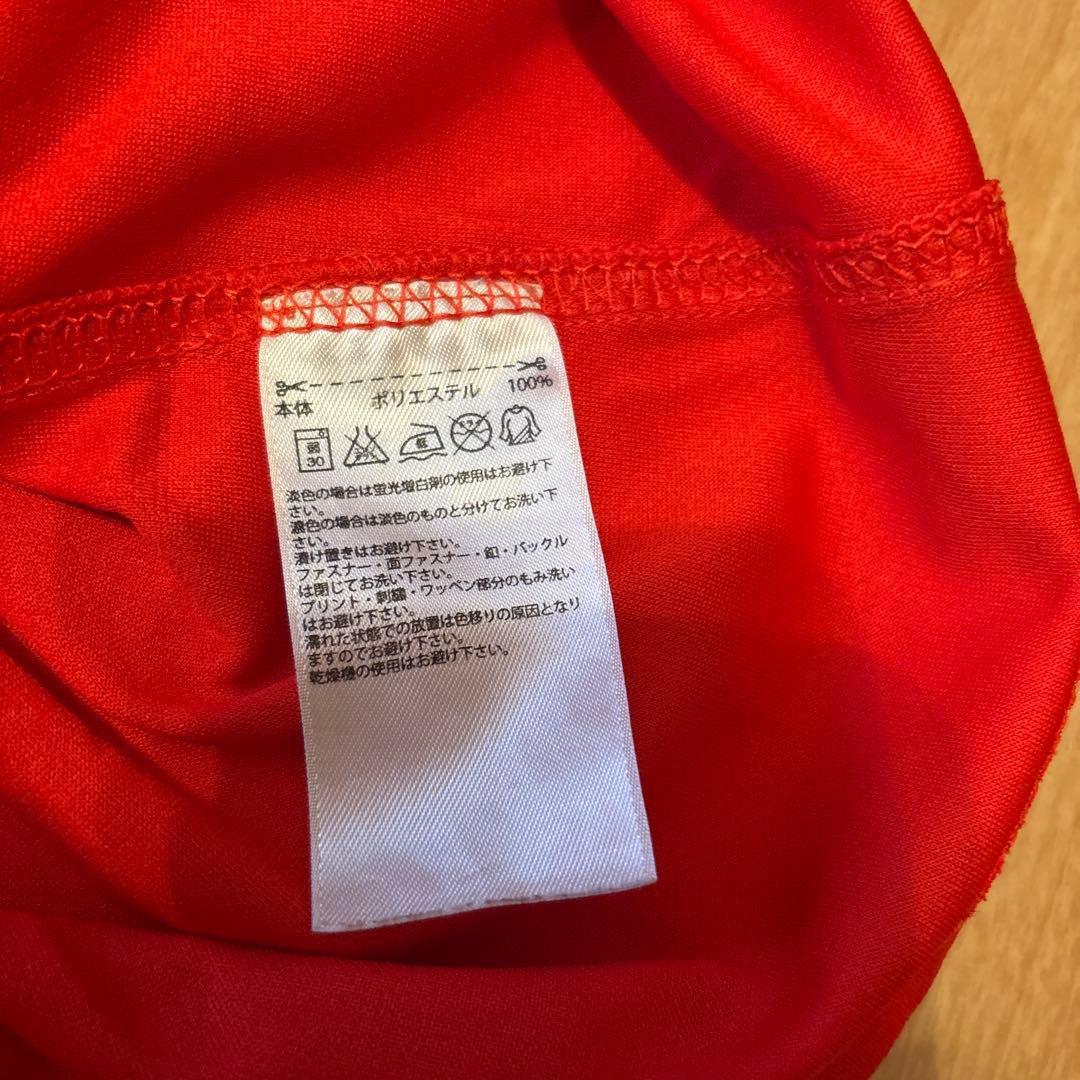 本体 ポリエステル 100%
弱
30
淡色の場合は蛍光増白剤の使用はお避け下
さい。
濃色の場合は淡色のものと分けてお洗い下
さい。
漬け置きはお避け下さい。
ファスナー・面ファスナー・釦・バックル
は閉じてお洗い下さい。
プリント・刺繍・ワッペン部分のもみ洗い
はお避け下さい。
濡れた状態での放置は色移りの原因となり
ますのでお避け下さい。
乾燥機の使用はお避け下さい。